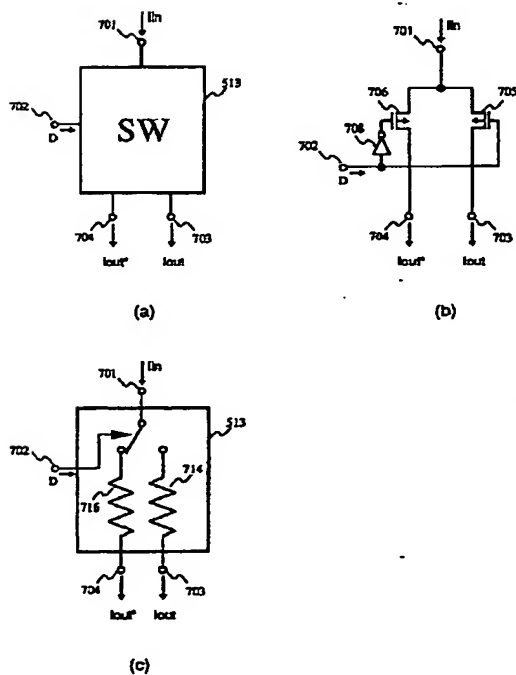 Iin
701
702
D
SW
513
704
703
Iout*
Iout
(a)
Iin
701
706
705
708
702
D
704
703
Iout*
Iout
(b)
Iin
701
702
D
513
716
714
704
703
Iout*
Iout
(c)